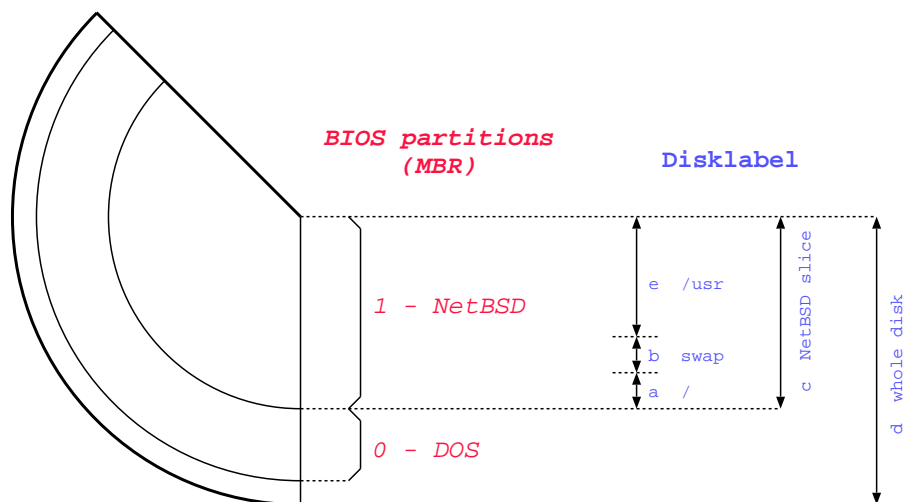 BIOS partitions
(MBR)
Disklabel
1 - NetBSD
0 - DOS
e /usr
b swap
a /
c NetBSD slice
d whole disk